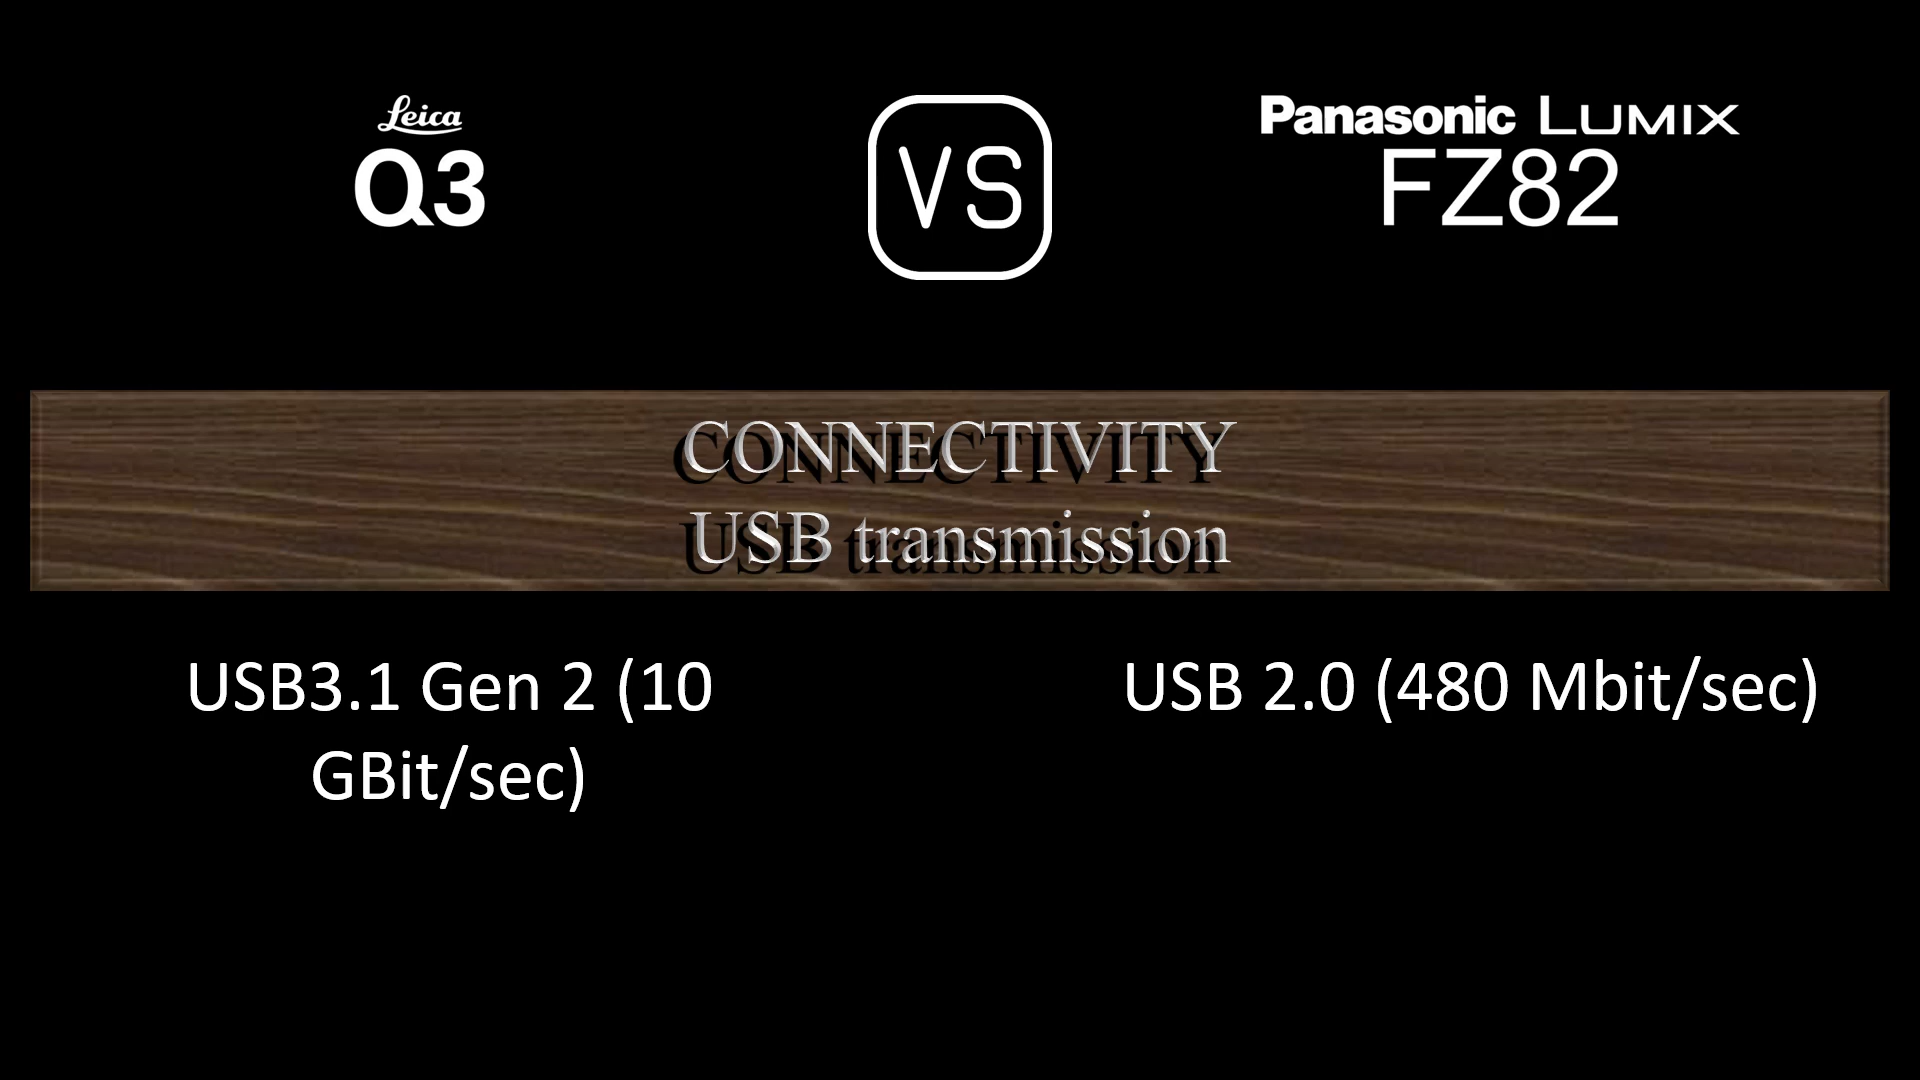 Leica
Q3
VS
Panasonic LUMIX
FZ82
CONNECTIVITY
USB transmission
USB3.1 Gen 2 (10
GBit/sec)
USB 2.0 (480 Mbit/sec)